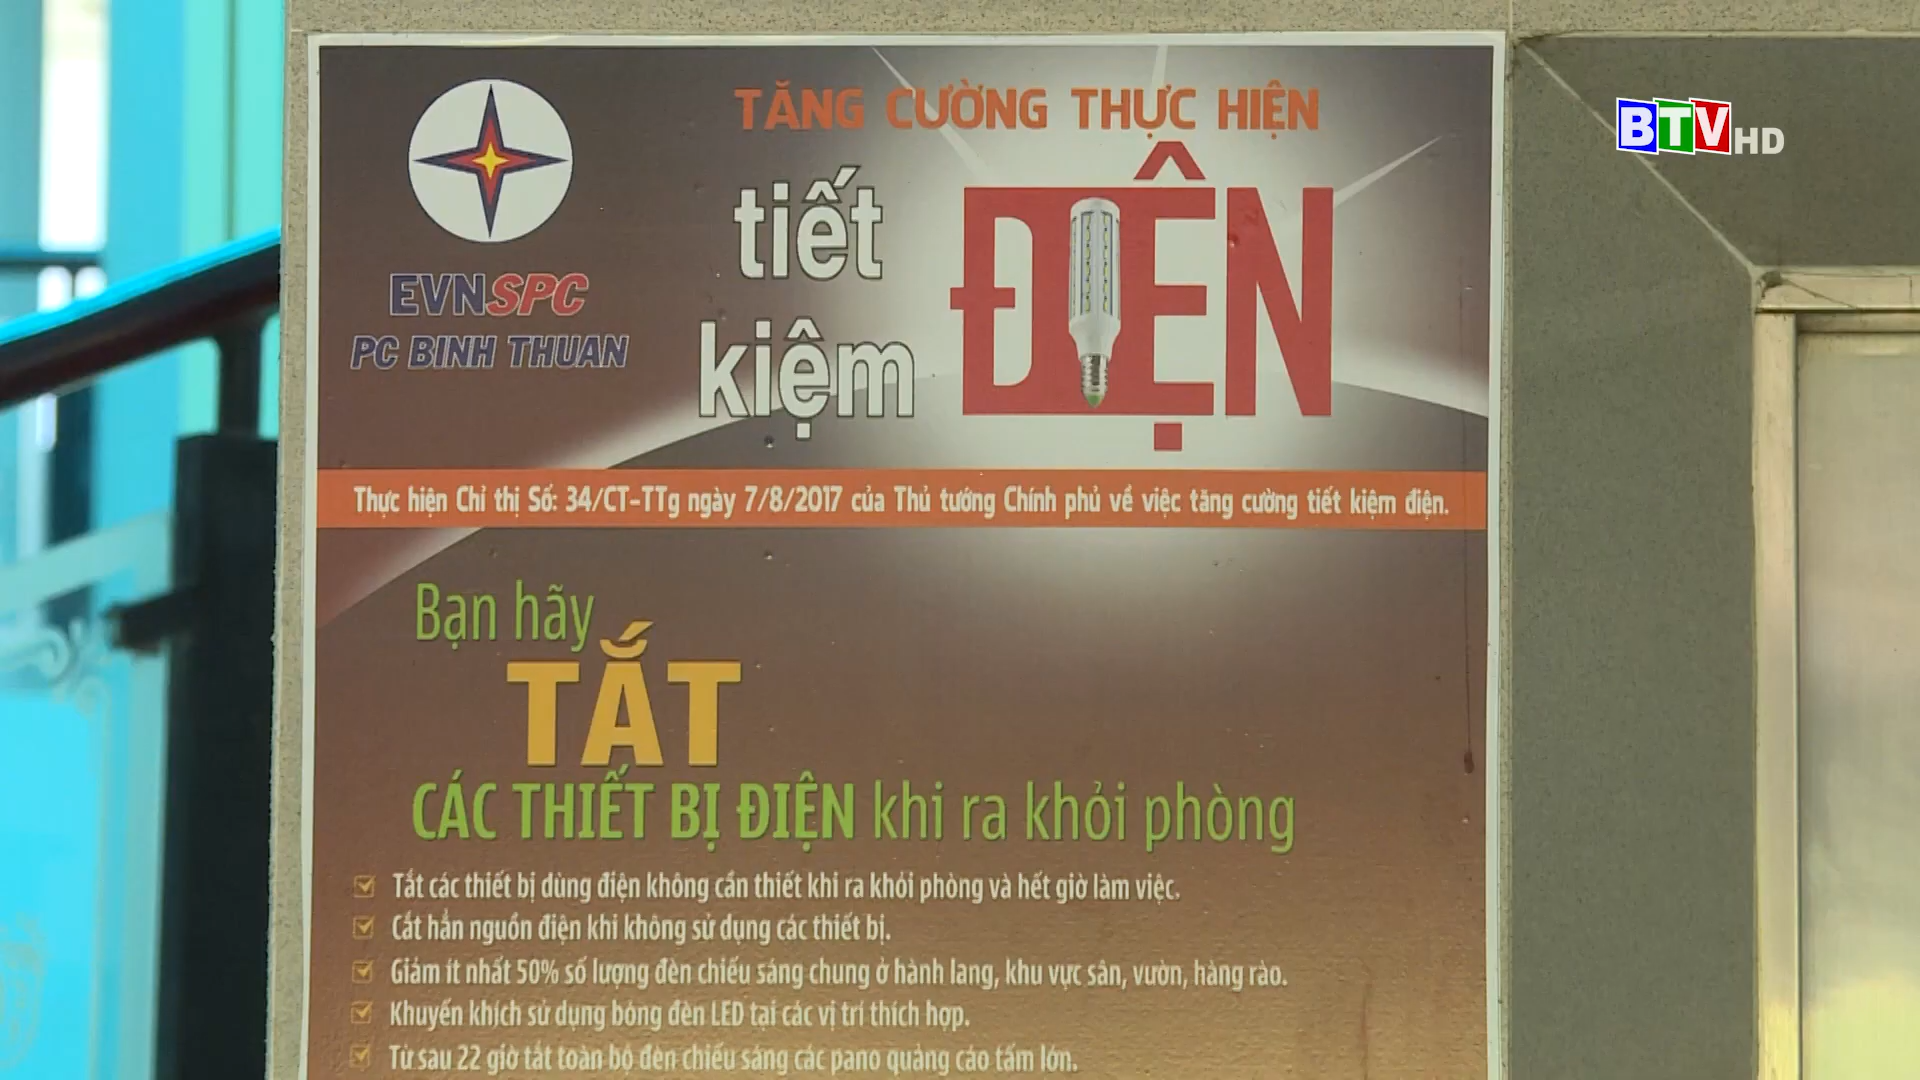 BTV HD
TĂNG CƯỜNG THỰC HIỆN
tiết
kiệm
ĐIỆN
EVNSPC
PC BINH THUAN
Thực hiện Chỉ thị Số: 34/CT-TTg ngày 7/8/2017 của Thủ tướng Chính phủ về việc tăng cường tiết kiệm điện.
Bạn hãy
TẮT
CÁC THIẾT BỊ ĐIỆN khi ra khỏi phòng
Tắt các thiết bị dùng điện không cần thiết khi ra khỏi phòng và hết giờ làm việc.
Cắt hẳn nguồn điện khi không sử dụng các thiết bị.
Giảm ít nhất 50% số lượng đèn chiếu sáng chung ở hành lang, khu vực sân, vườn, hàng rào.
Khuyến khích sử dụng bóng đèn LED tại các vị trí thích hợp.
Từ sau 22 giờ tắt toàn bộ đèn chiếu sáng các pano quảng cáo tấm lớn.